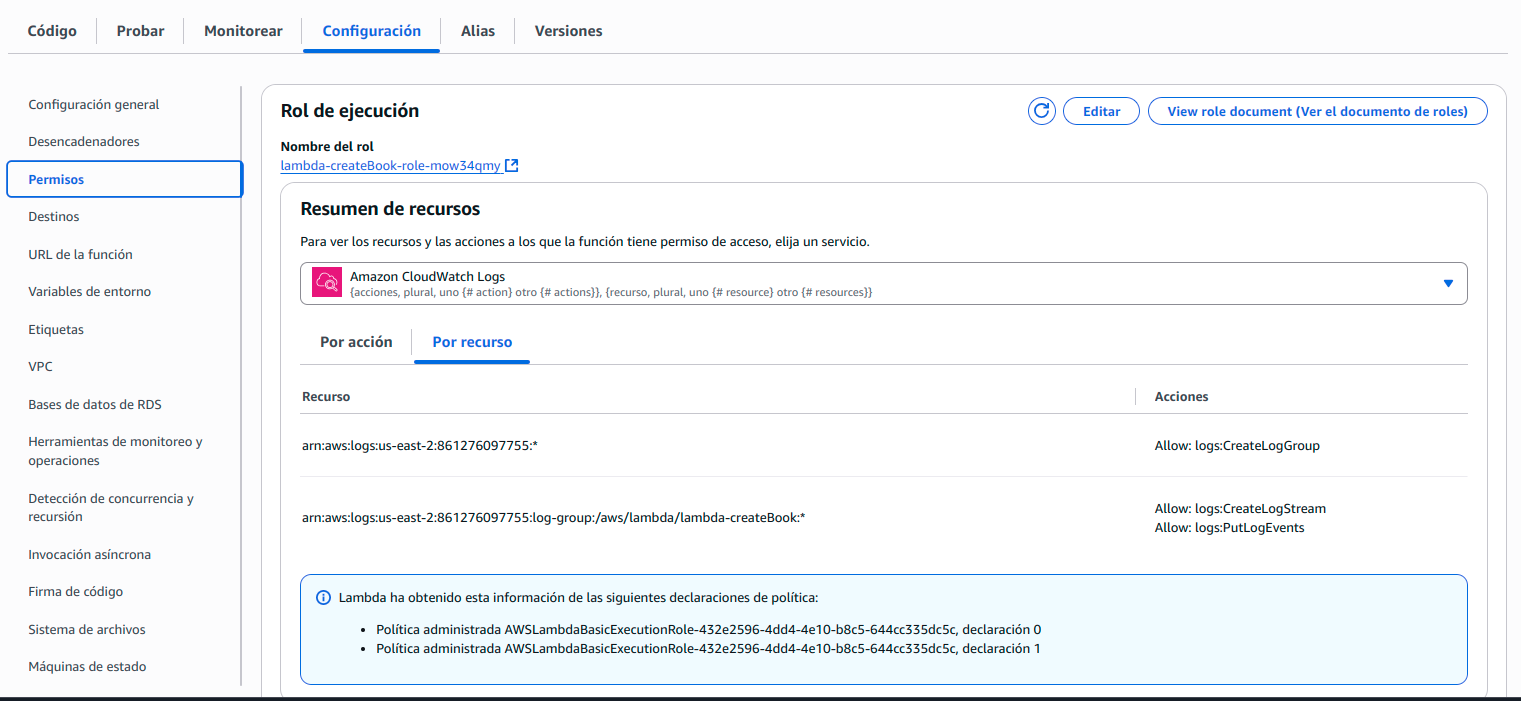 Código
Probar
Monitorear
Configuración
Alias
Versiones
Configuración general
Desencadenadores
Permisos
Destinos
URL de la función
Variables de entorno
Etiquetas
VPC
Bases de datos de RDS
Herramientas de monitoreo y
operaciones
Detección de concurrencia y
recursión
Invocación asíncrona
Firma de código
Sistema de archivos
Máquinas de estado
Rol de ejecución
Editar
View role document (Ver el documento de roles)
Nombre del rol
lambda-createBook-role-mow34qmy
Resumen de recursos
Para ver los recursos y las acciones a los que la función tiene permiso de acceso, elija un servicio.
Amazon CloudWatch Logs
{acciones, plural, uno {# action} otro {# actions}}, {recurso, plural, uno {# resource} otro {# resources}}
Por acción
Por recurso
Recurso
Acciones
arn:aws:logs:us-east-2:861276097755:*
Allow: logs:CreateLogGroup
arn:aws:logs:us-east-2:861276097755:log-group:/aws/lambda/lambda-createBook:*
Allow: logs:CreateLogStream
Allow: logs:PutLogEvents
Lambda ha obtenido esta información de las siguientes declaraciones de política:
• Política administrada AWSLambdaBasicExecutionRole-432e2596-4dd4-4e10-b8c5-644cc335dc5c, declaración 0
• Política administrada AWSLambdaBasicExecutionRole-432e2596-4dd4-4e10-b8c5-644cc335dc5c, declaración 1